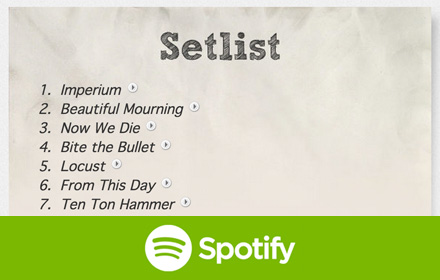 Setlist
1. Imperium
2. Beautiful Mourning
3. Now We Die
4. Bite the Bullet
5. Locust
6. From This Day
7. Ten Ton Hammer
Spotify